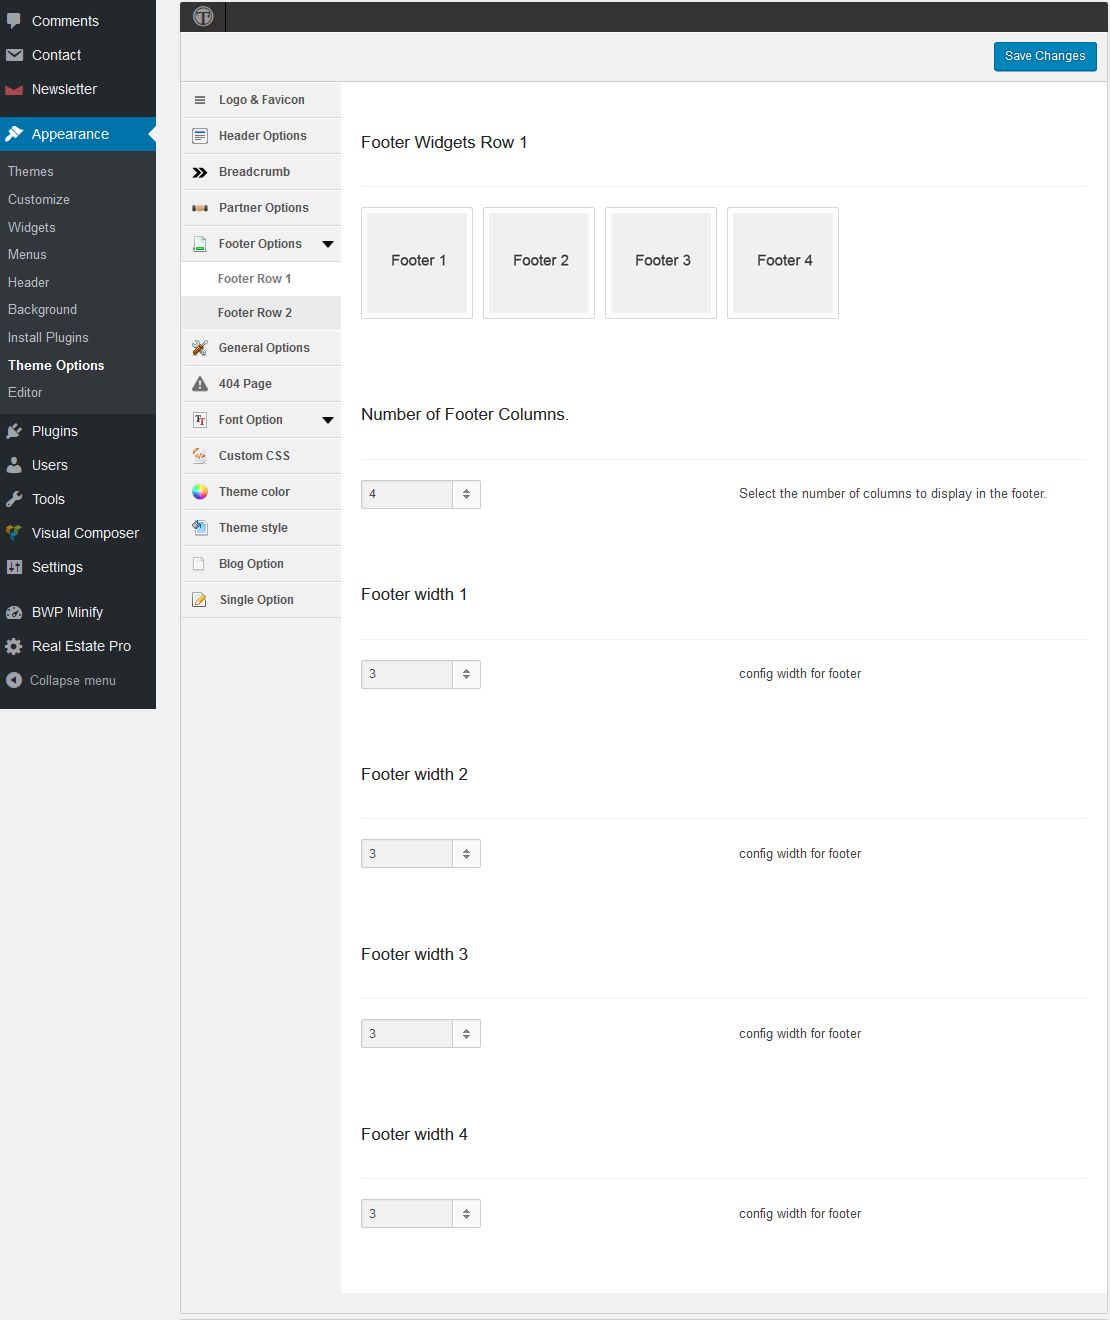 Comments
Contact
Newsletter
Appearance
Themes
Customize
Widgets
Menus
Header
Background
Install Plugins
Theme Options
Editor
Plugins
Users
Tools
Visual Composer
Settings
BWP Minify
Real Estate Pro
Collapse menu
Save Changes
Logo & Favicon
Header Options
Breadcrumb
Partner Options
Footer Options
Footer Row 1
Footer Row 2
General Options
404 Page
Font Option
Custom CSS
Theme color
Theme style
Blog Option
Single Option
Footer Widgets Row 1
Footer 1 Footer 2 Footer 3 Footer 4
Number of Footer Columns.
4 Select the number of columns to display in the footer.
Footer width 1
3 config width for footer
Footer width 2
3 config width for footer
Footer width 3
3 config width for footer
Footer width 4
3 config width for footer